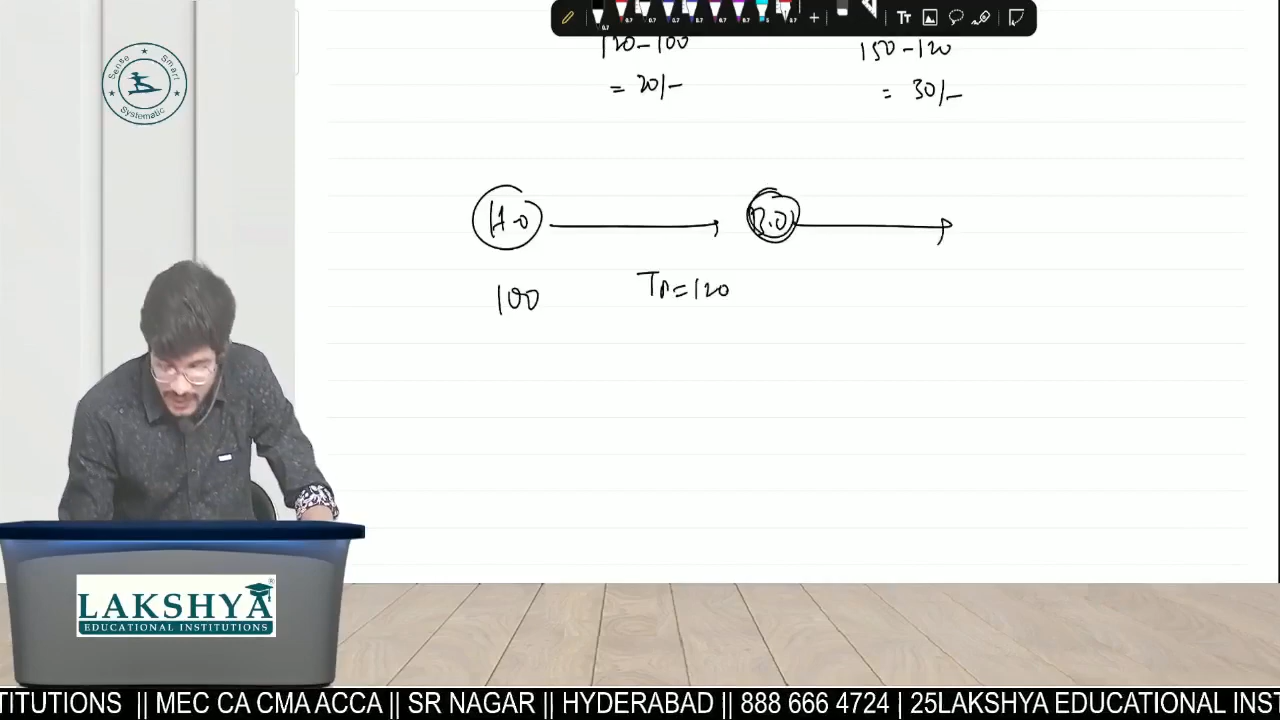 120-100
150-120
= 20/-
= 30/-
H.O
B.O
100
TP=120
Sense
Smart
Systematic
Tт
LAKSHYA
®
EDUCATIONAL INSTITUTIONS
TITUTIONS || MEC CA CMA ACCA || SR NAGAR || HYDERABAD || 888 666 4724 | 25LAKSHYA EDUCATIONAL INST